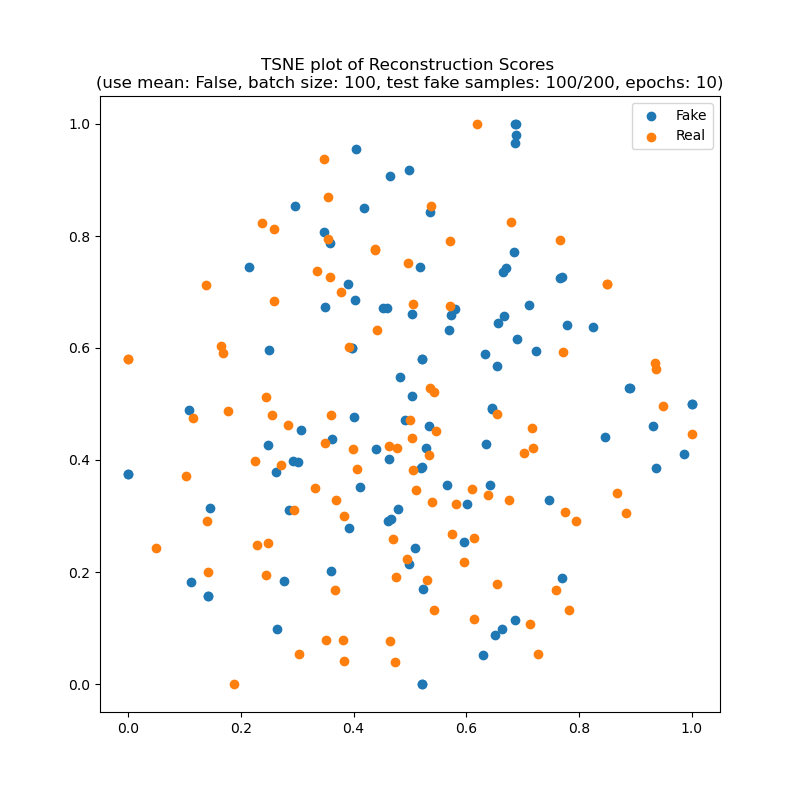 TSNE plot of Reconstruction Scores
(use mean: False, batch size: 100, test fake samples: 100/200, epochs: 10)
Fake
Real
1.0
0.8
0.6
0.4
0.2
0.0
0.0 0.2 0.4 0.6 0.8 1.0